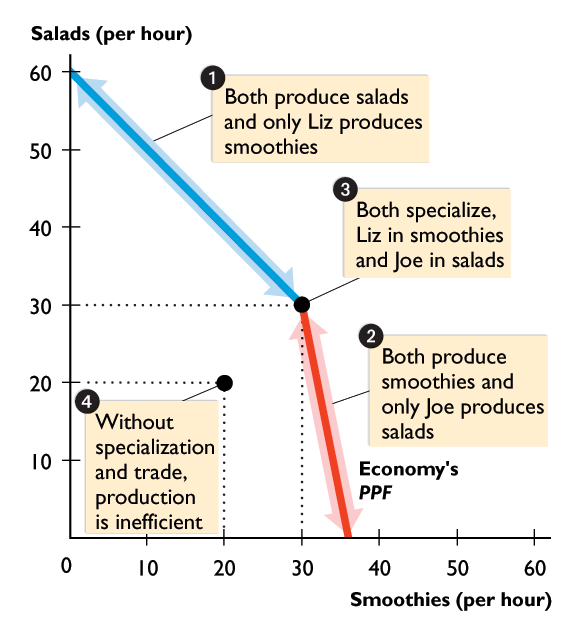 Salads (per hour)
60
50
40
30
20
10
0
10
20
30
40
50
60
Smoothies (per hour)
1
Both produce salads
and only Liz produces
smoothies
3
Both specialize,
Liz in smoothies
and Joe in salads
2
Both produce
smoothies and
only Joe produces
salads
4
Without
specialization
and trade,
production
is inefficient
Economy's
PPF